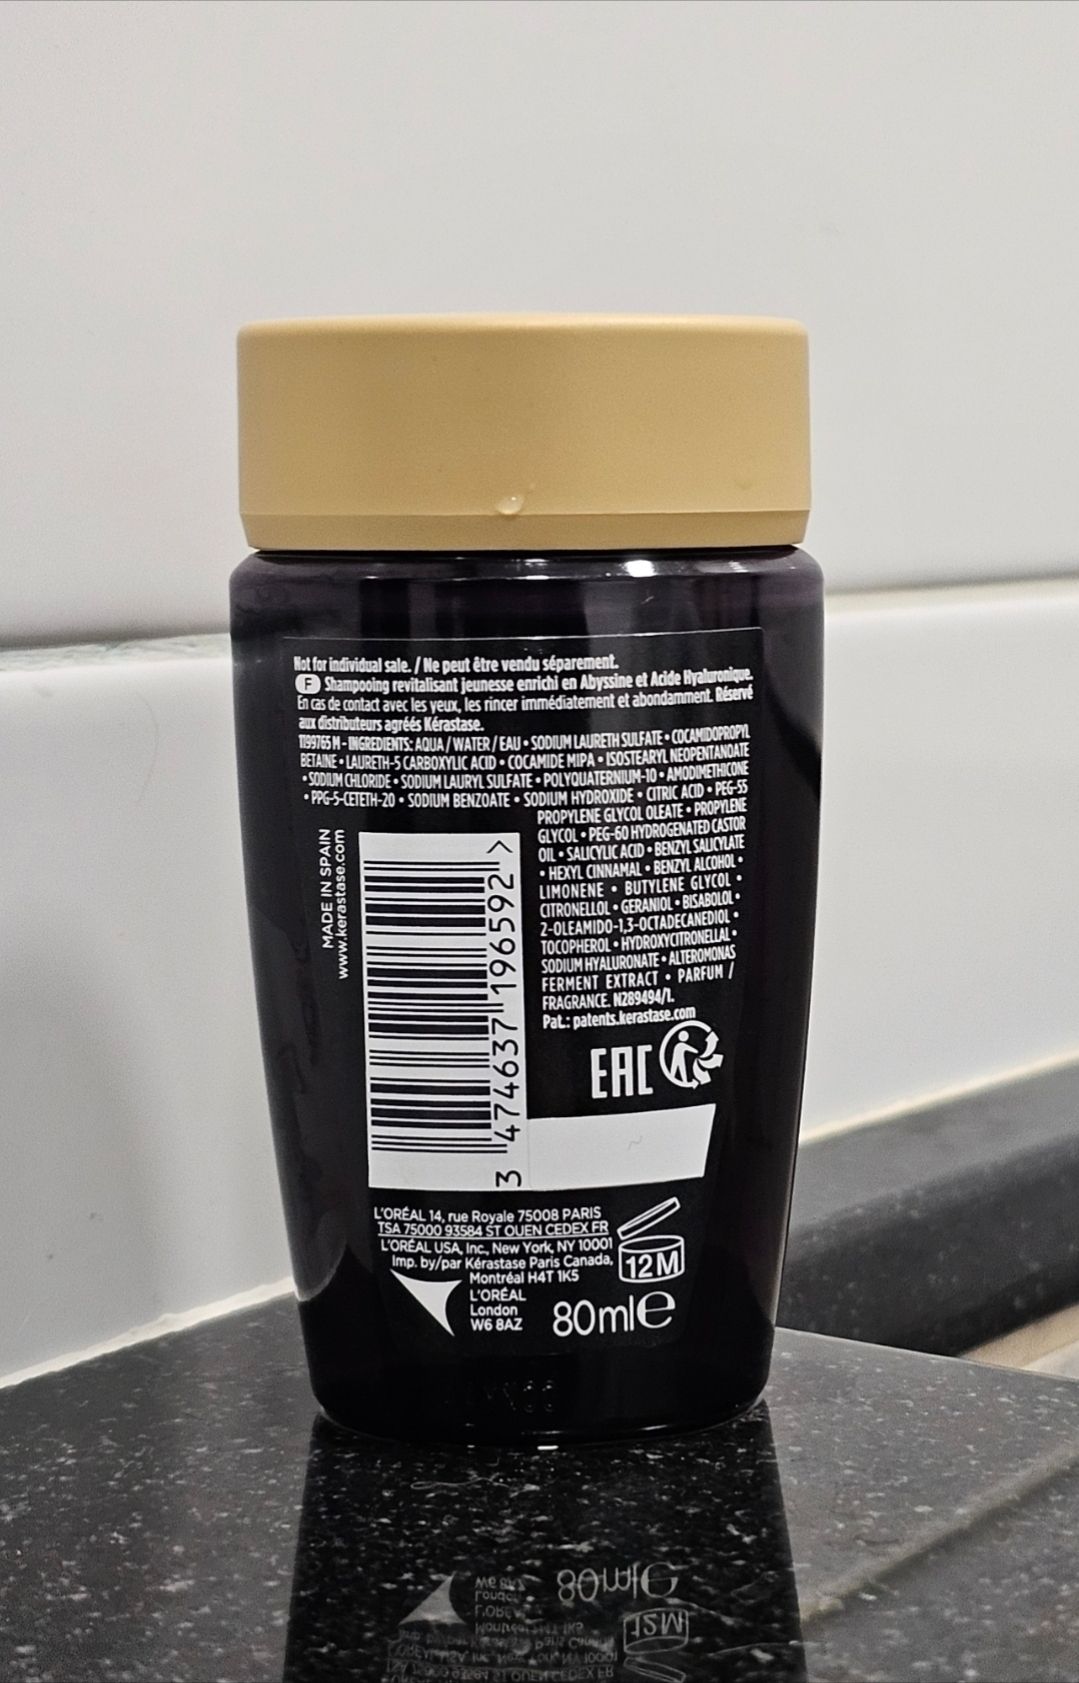 Not for individual sale. / Ne peut être vendu séparement.
F Shampooing revitalisant jeunesse enrichi en Abyssine et Acide Hyaluronique.
En cas de contact avec les yeux, les rincer immédiatement et abondamment. Réservé
aux distributeurs agréés Kérastase.
1199765 M - INGREDIENTS: AQUA / WATER / EAU • SODIUM LAURETH SULFATE • COCAMIDOPROPYL
BETAINE • LAURETH-5 CARBOXYLIC ACID • COCAMIDE MIPA • ISOSTEARYL NEOPENTANOATE
• SODIUM CHLORIDE • SODIUM LAURYL SULFATE • POLYQUATERNIUM-10 • AMODIMETHICONE
• PPG-5-CETETH-20 • SODIUM BENZOATE • SODIUM HYDROXIDE • CITRIC ACID • PEG-55
PROPYLENE GLYCOL OLEATE • PROPYLENE
GLYCOL • PEG-60 HYDROGENATED CASTOR
OIL • SALICYLIC ACID • BENZYL SALICYLATE
• HEXYL CINNAMAL • BENZYL ALCOHOL •
LIMONENE • BUTYLENE GLYCOL •
CITRONELLOL • GERANIOL • BISABOLOL •
2-OLEAMIDO-1,3-OCTADECANEDIOL •
TOCOPHEROL • HYDROXYCITRONELLAL •
SODIUM HYALURONATE • ALTEROMONAS
FERMENT EXTRACT • PARFUM /
FRAGRANCE. N289494/1.
Pat.: patents.kerastase.com
MADE IN SPAIN
www.kerastase.com
3 474637 196592 >
EAC
L'ORÉAL 14, rue Royale 75008 PARIS
TSA 75000 93584 ST OUEN CEDEX FR
L'ORÉAL USA, Inc., New York, NY 10001
Imp. by/par Kérastase Paris Canada,
Montréal H4T 1K5
L'ORÉAL
London
W6 8AZ
12M
80ml e